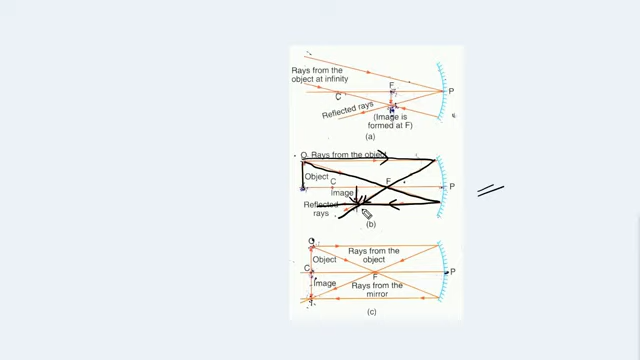 Rays from the
object at infinity
F
P
C
Reflected rays
(Image is
formed at F)
(a)
O Rays from the object
Object
C
F
P
Image
Reflected
rays
(b)
O
Rays from the
object
Object
C
P
F
Image
Rays from the
mirror
I
(c)